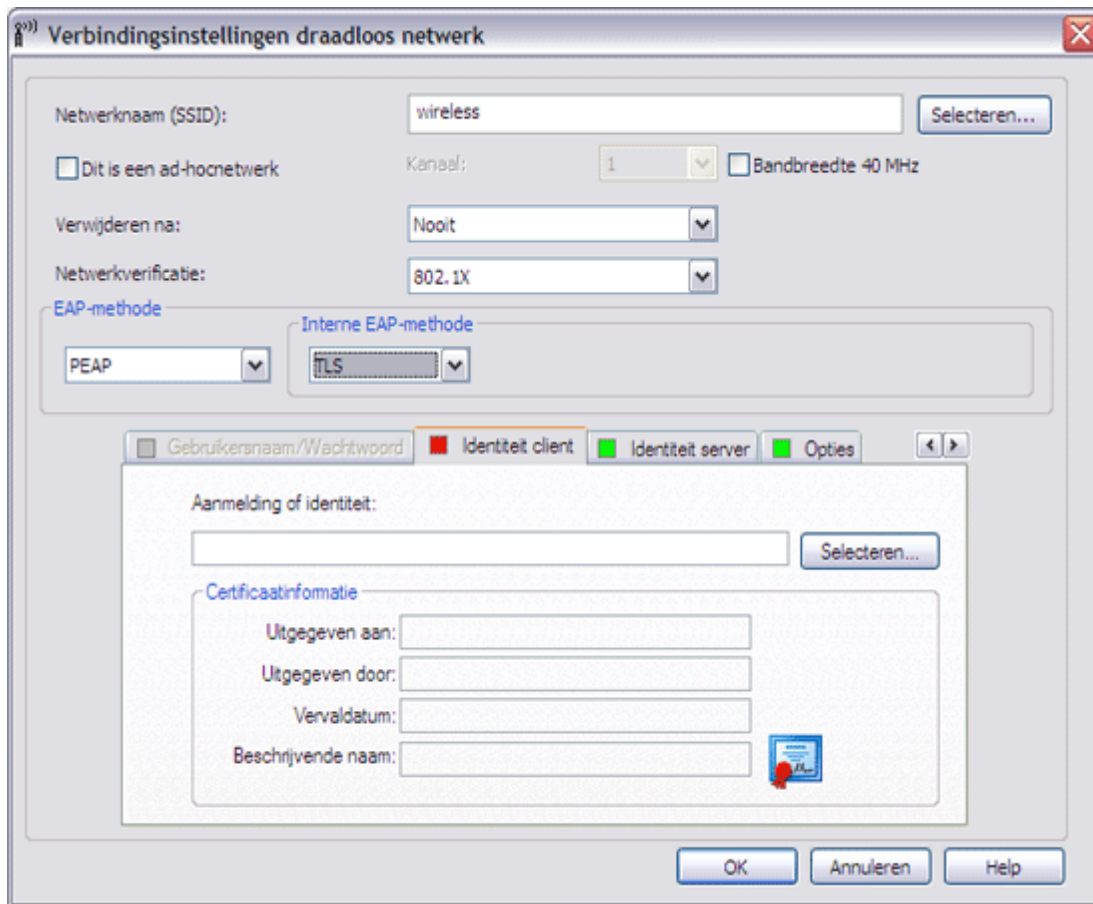 Verbindingsinstellingen draadloos netwerk
Netwerknaam (SSID): wireless Selecteren...
Dit is een ad-hocnetwerk Kanaal: 1 Bandbreedte 40 MHz
Verwijderen na: Nooit
Netwerkverificatie: 802.1X
EAP-methode
Interne EAP-methode
PEAP TLS
Gebruikersnaam/Wachtwoord Identiteit client Identiteit server Opties
Aanmelding of identiteit:
Selecteren...
Certificaatinformatie
Uitgegeven aan:
Uitgegeven door:
Vervaldatum:
Beschrijvende naam:
OK Annuleren Help